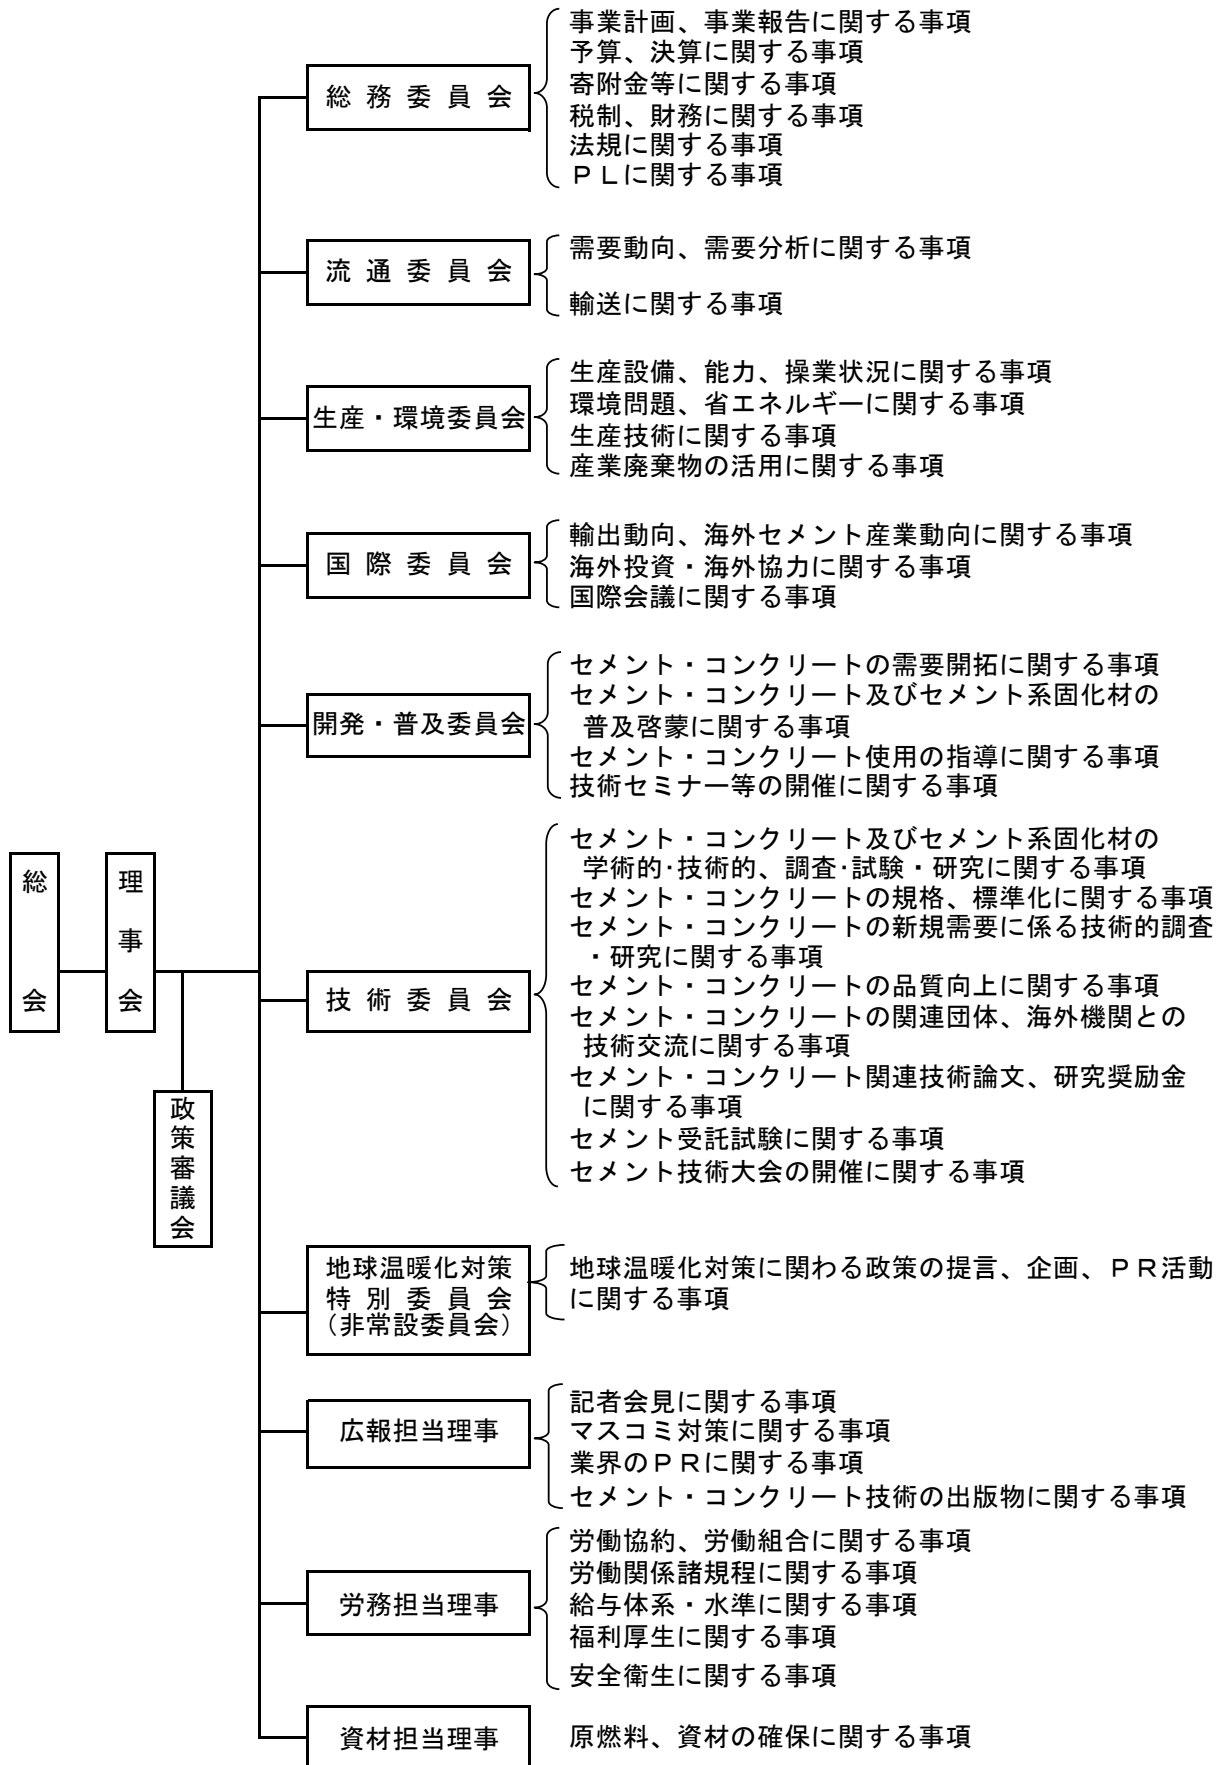 総会
理事会
政策審議会
総務委員会
事業計画、事業報告に関する事項
予算、決算に関する事項
寄附金等に関する事項
税制、財務に関する事項
法規に関する事項
ＰＬに関する事項
流通委員会
需要動向、需要分析に関する事項
輸送に関する事項
生産・環境委員会
生産設備、能力、操業状況に関する事項
環境問題、省エネルギーに関する事項
生産技術に関する事項
産業廃棄物の活用に関する事項
国際委員会
輸出動向、海外セメント産業動向に関する事項
海外投資・海外協力に関する事項
国際会議に関する事項
開発・普及委員会
セメント・コンクリートの需要開拓に関する事項
セメント・コンクリート及びセメント系固化材の
普及啓蒙に関する事項
セメント・コンクリート使用の指導に関する事項
技術セミナー等の開催に関する事項
技術委員会
セメント・コンクリート及びセメント系固化材の
学術的･技術的、調査･試験・研究に関する事項
セメント・コンクリートの規格、標準化に関する事項
セメント・コンクリートの新規需要に係る技術的調査
・研究に関する事項
セメント・コンクリートの品質向上に関する事項
セメント・コンクリートの関連団体、海外機関との
技術交流に関する事項
セメント・コンクリート関連技術論文、研究奨励金
に関する事項
セメント受託試験に関する事項
セメント技術大会の開催に関する事項
地球温暖化対策
特別委員会
（非常設委員会）
地球温暖化対策に関わる政策の提言、企画、ＰＲ活動
に関する事項
広報担当理事
記者会見に関する事項
マスコミ対策に関する事項
業界のＰＲに関する事項
セメント・コンクリート技術の出版物に関する事項
労務担当理事
労働協約、労働組合に関する事項
労働関係諸規程に関する事項
給与体系・水準に関する事項
福利厚生に関する事項
安全衛生に関する事項
資材担当理事
原燃料、資材の確保に関する事項